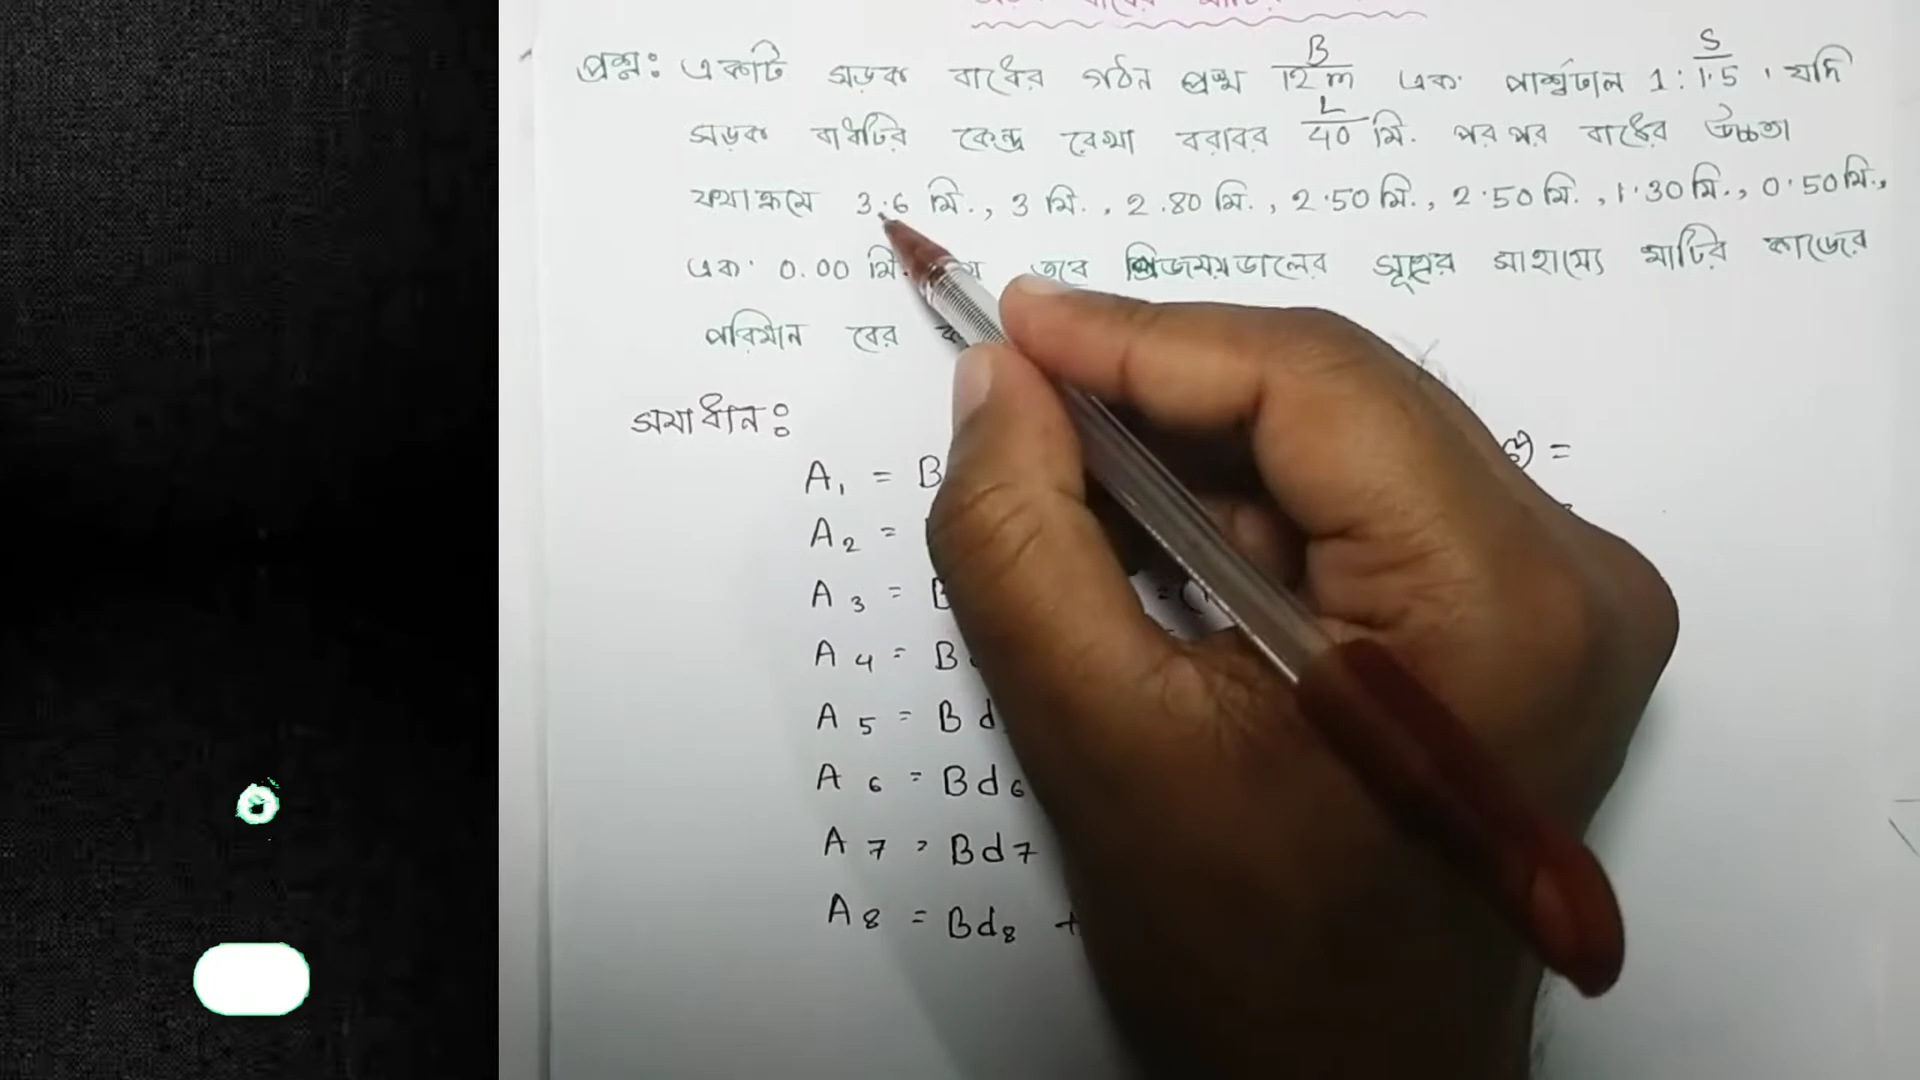 প্রশ্ন: একটি সড়ক বাধের গঠন প্রস্থ B 12 m এবং পার্শ্বঢাল 1: S 1.5 । যদি
সড়ক বাধটির কেন্দ্র রেখা বরাবর L 40 মি. পর পর বাধের উচ্চতা
যথাক্রমে 3.6 মি., 3 মি., 2.80 মি., 2.50 মি., 2.50 মি., 1.30 মি., 0.50 মি.,
এবং 0.00 মি. তবে প্রিজময়ডালের সূত্রের সাহায্যে মাটির কাজের
পরিমান বের
সমাধান:
A1 = B
A2 =
A3 = B
A4 = B
A5 = Bd
A6 = Bd6
A7 = Bd7
A8 = Bd8 +